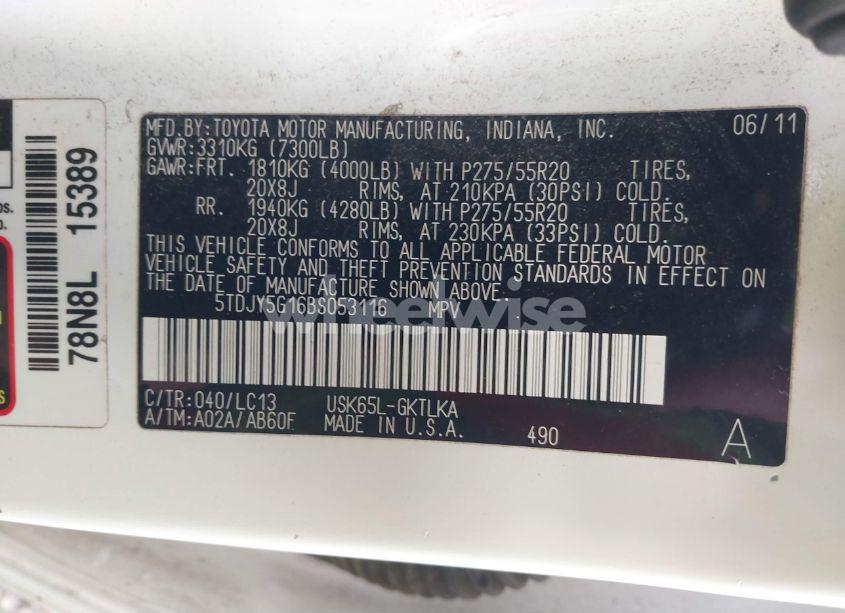 MFD.BY:TOYOTA MOTOR MANUFACTURING, INDIANA, INC. 06/11
GVWR:3310KG (7300LB)
GAWR:FRT. 1810KG (4000LB) WITH P275/55R20 TIRES,
20X8J RIMS, AT 210KPA (30PSI) COLD.
RR. 1940KG (4280LB) WITH P275/55R20 TIRES,
20X8J RIMS, AT 230KPA (33PSI) COLD.
THIS VEHICLE CONFORMS TO ALL APPLICABLE FEDERAL MOTOR
VEHICLE SAFETY AND THEFT PREVENTION STANDARDS IN EFFECT ON
THE DATE OF MANUFACTURE SHOWN ABOVE.
5TDJY5G16BS053116 MPV
C/TR:040/LC13 USK65L-GKTLKA
A/TM:A02A/AB60F MADE IN U.S.A. 490 A
78N8L 15389
wheelwise